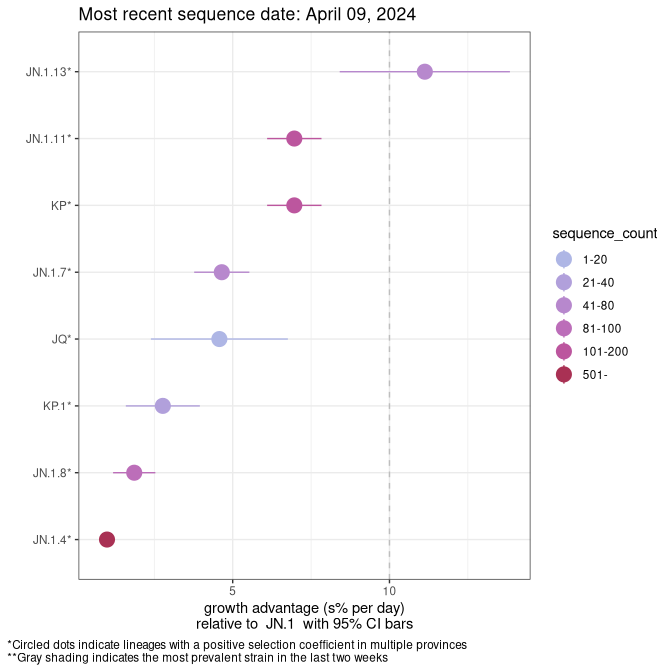 Most recent sequence date: April 09, 2024
JN.1.13*
JN.1.11*
KP*
JN.1.7*
JQ*
KP.1*
JN.1.8*
JN.1.4*
5 10
growth advantage (s% per day)
relative to JN.1 with 95% CI bars
sequence_count
1-20
21-40
41-80
81-100
101-200
501-
*Circled dots indicate lineages with a positive selection coefficient in multiple provinces
**Gray shading indicates the most prevalent strain in the last two weeks